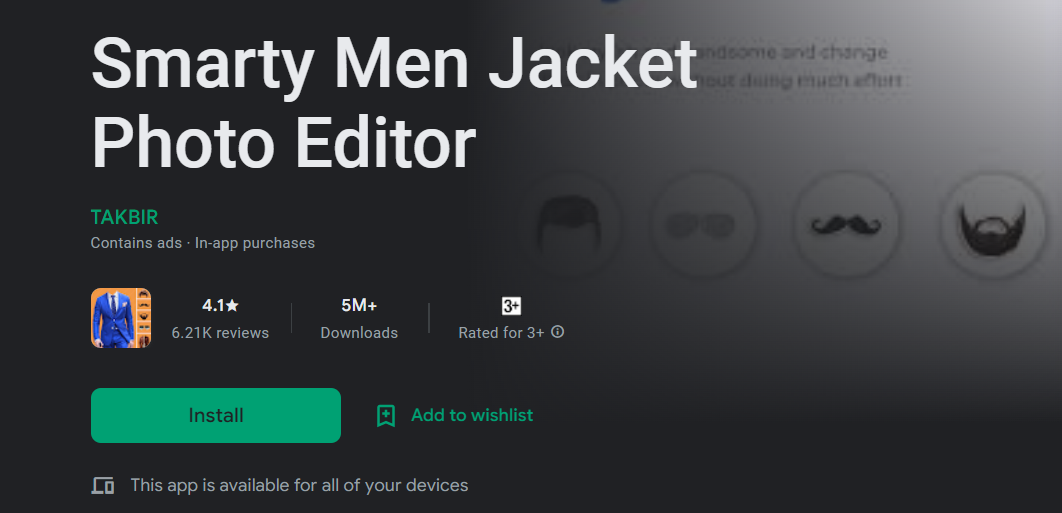 Smarty Men Jacket
Photo Editor
handsome and change
without doing much effort
TAKBIR
Contains ads · In-app purchases
4.1★
6.21K reviews
5M+
Downloads
3+
Rated for 3+
Install
Add to wishlist
This app is available for all of your devices